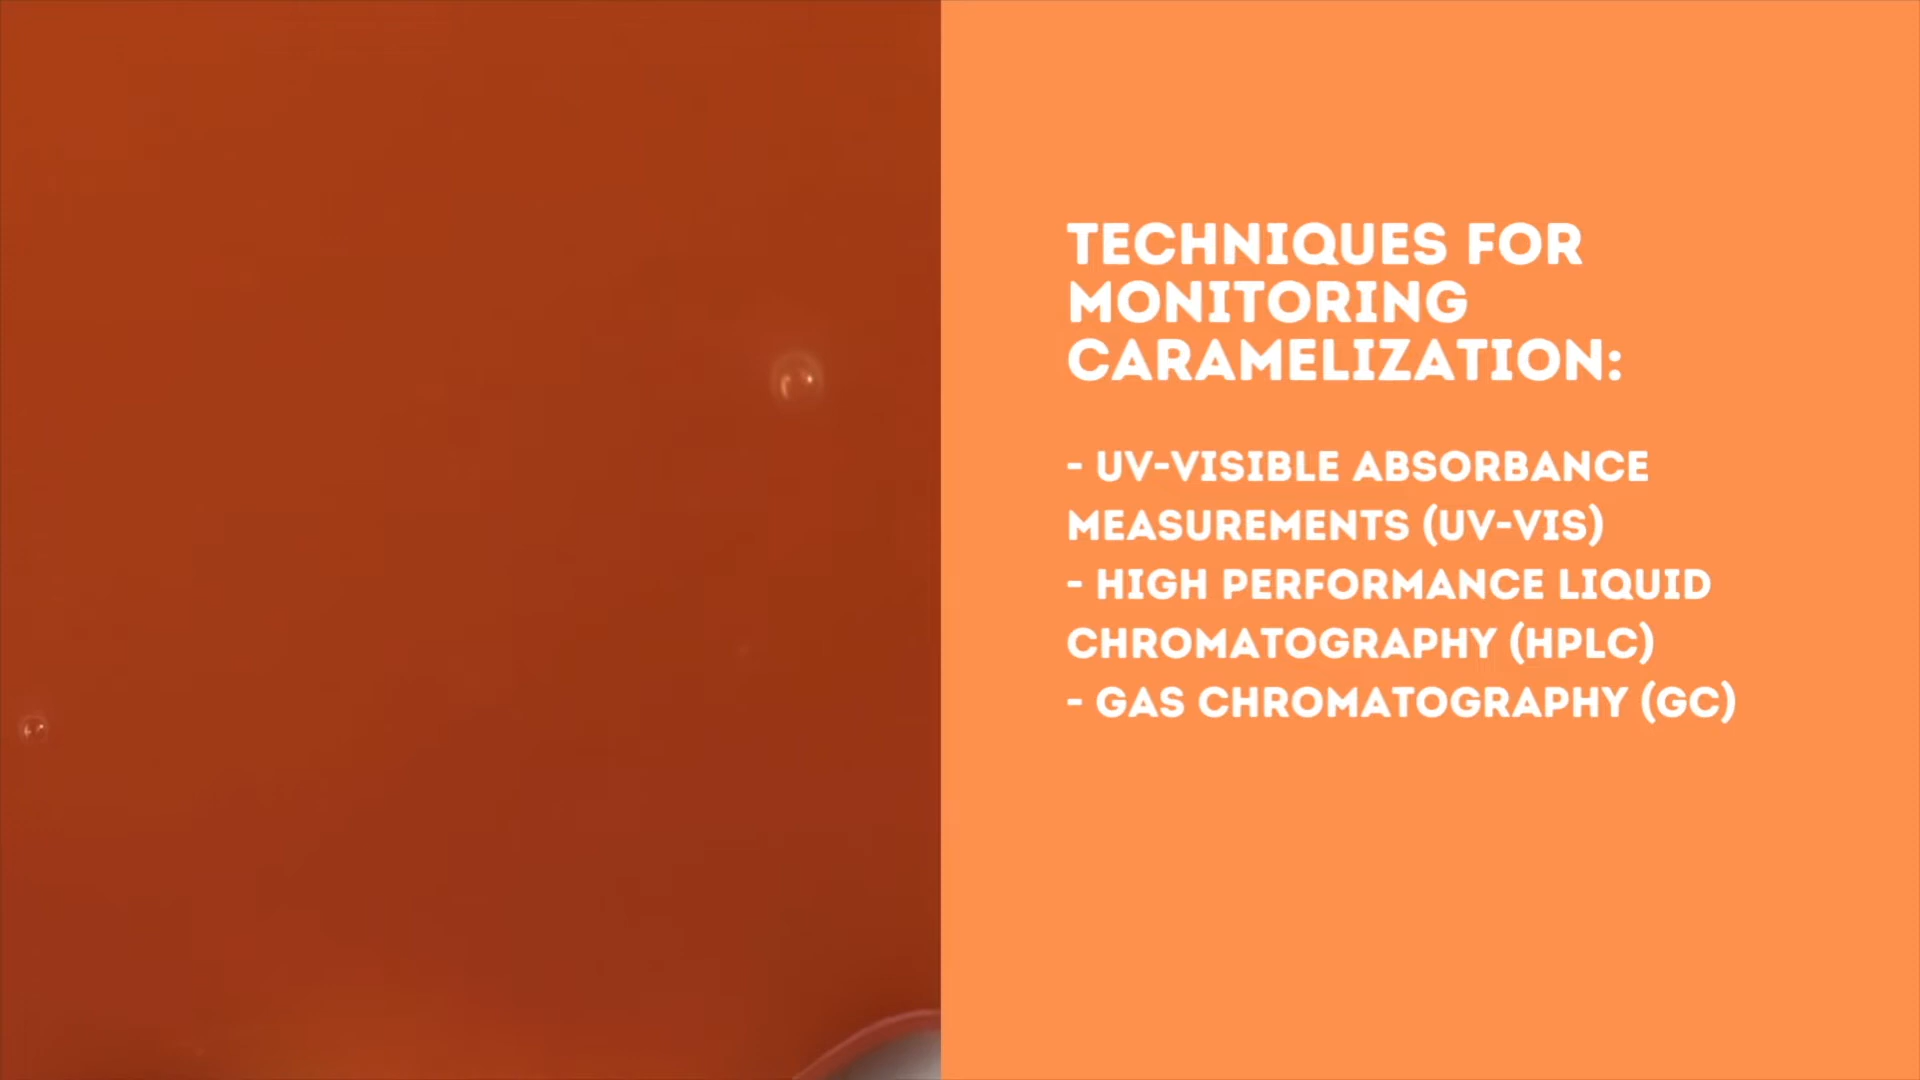 TECHNIQUES FOR
MONITORING
CARAMELIZATION:
- UV-VISIBLE ABSORBANCE
MEASUREMENTS (UV-VIS)
- HIGH PERFORMANCE LIQUID
CHROMATOGRAPHY (HPLC)
- GAS CHROMATOGRAPHY (GC)